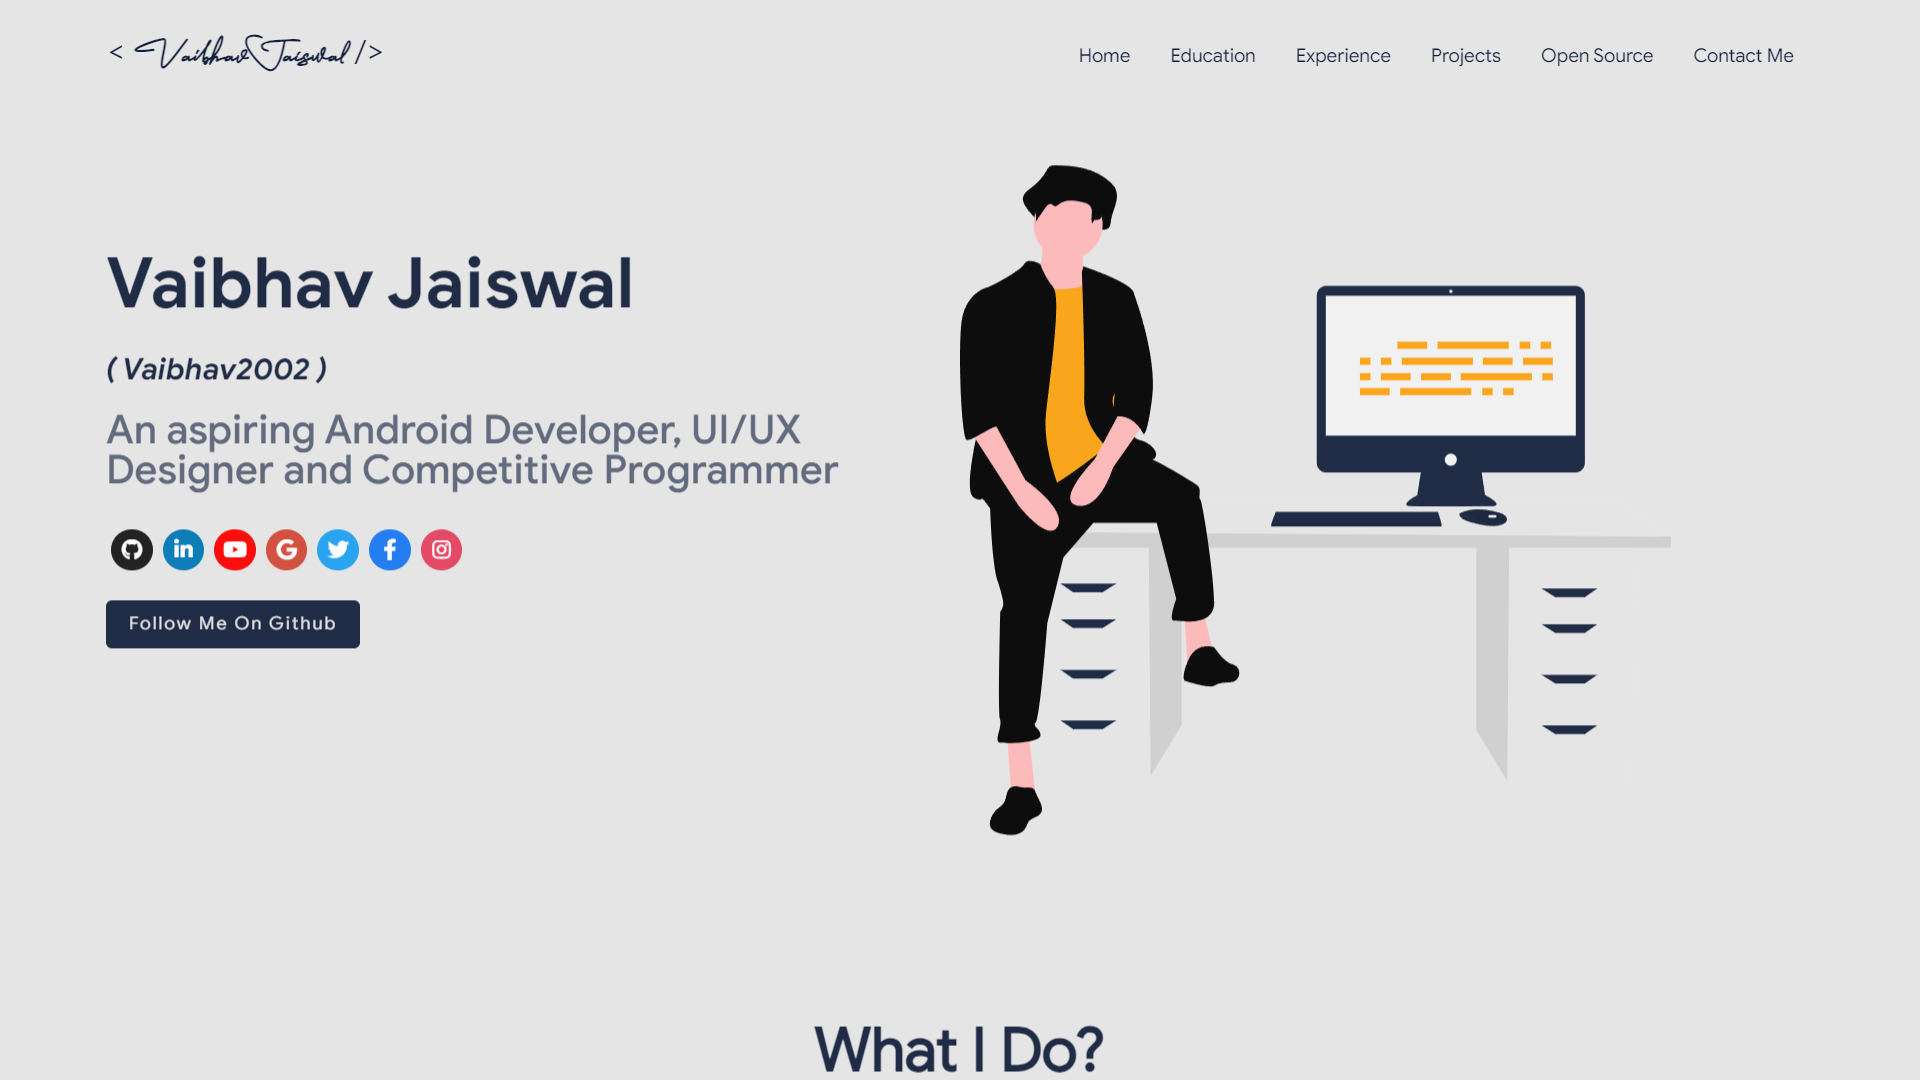 < Vaibhav Jaiswal />
Home Education Experience Projects Open Source Contact Me
Vaibhav Jaiswal
( Vaibhav2002 )
An aspiring Android Developer, UI/UX
Designer and Competitive Programmer
in G f
Follow Me On Github
What I Do?